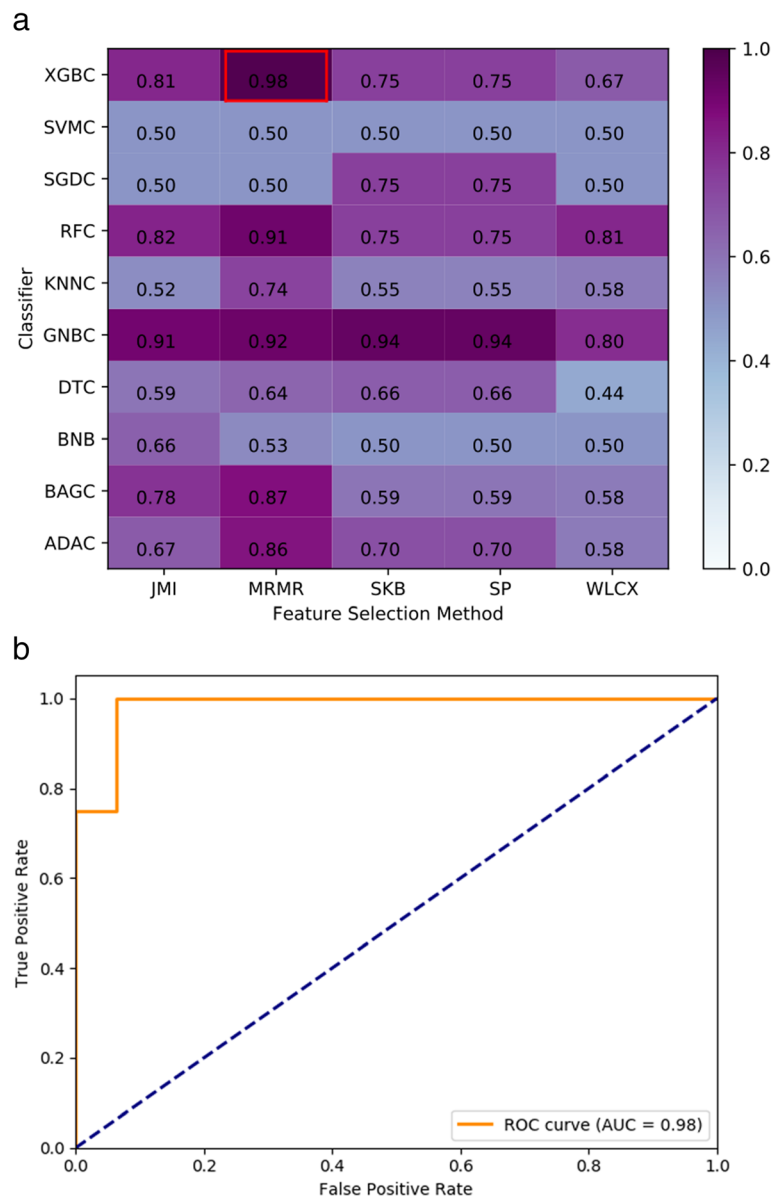 a
XGBC 0.81 0.98 0.75 0.75 0.67 1.0
SVMC 0.50 0.50 0.50 0.50 0.50 0.8
SGDC 0.50 0.50 0.75 0.75 0.50
RFC 0.82 0.91 0.75 0.75 0.81 0.6
KNNC 0.52 0.74 0.55 0.55 0.58
Classifier
GNBC 0.91 0.92 0.94 0.94 0.80 0.4
DTC 0.59 0.64 0.66 0.66 0.44
BNB 0.66 0.53 0.50 0.50 0.50 0.2
BAGC 0.78 0.87 0.59 0.59 0.58
ADAC 0.67 0.86 0.70 0.70 0.58 0.0
JMI MRMR SKB SP WLCX
Feature Selection Method
b
1.0
0.8
0.6
True Positive Rate
0.4
0.2
ROC curve (AUC = 0.98)
0.0
0.0 0.2 0.4 0.6 0.8 1.0
False Positive Rate